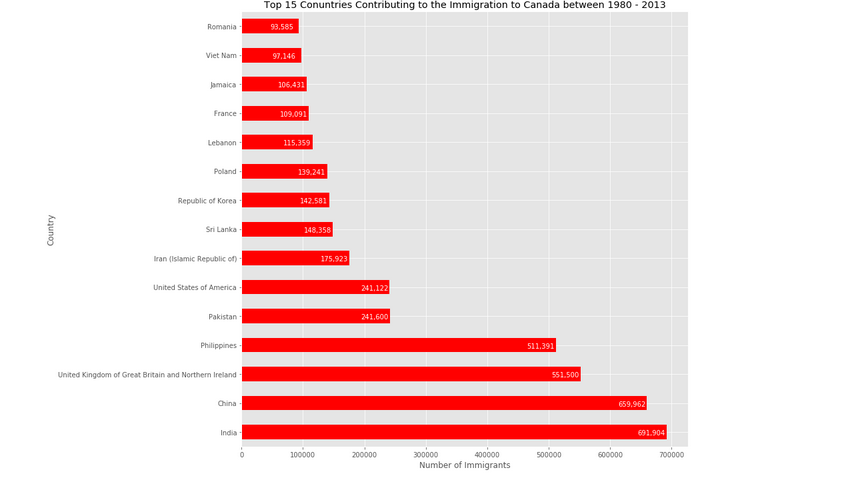 Top 15 Conuntries Contributing to the Immigration to Canada between 1980 - 2013
Romania 93,585
Viet Nam 97,146
Jamaica 106,431
France 109,091
Lebanon 115,359
Poland 139,241
Republic of Korea 142,581
Sri Lanka 148,358
Iran (Islamic Republic of) 175,923
United States of America 241,122
Pakistan 241,600
Philippines 511,391
United Kingdom of Great Britain and Northern Ireland 551,500
China 659,962
India 691,904
Country
0 100000 200000 300000 400000 500000 600000 700000
Number of Immigrants